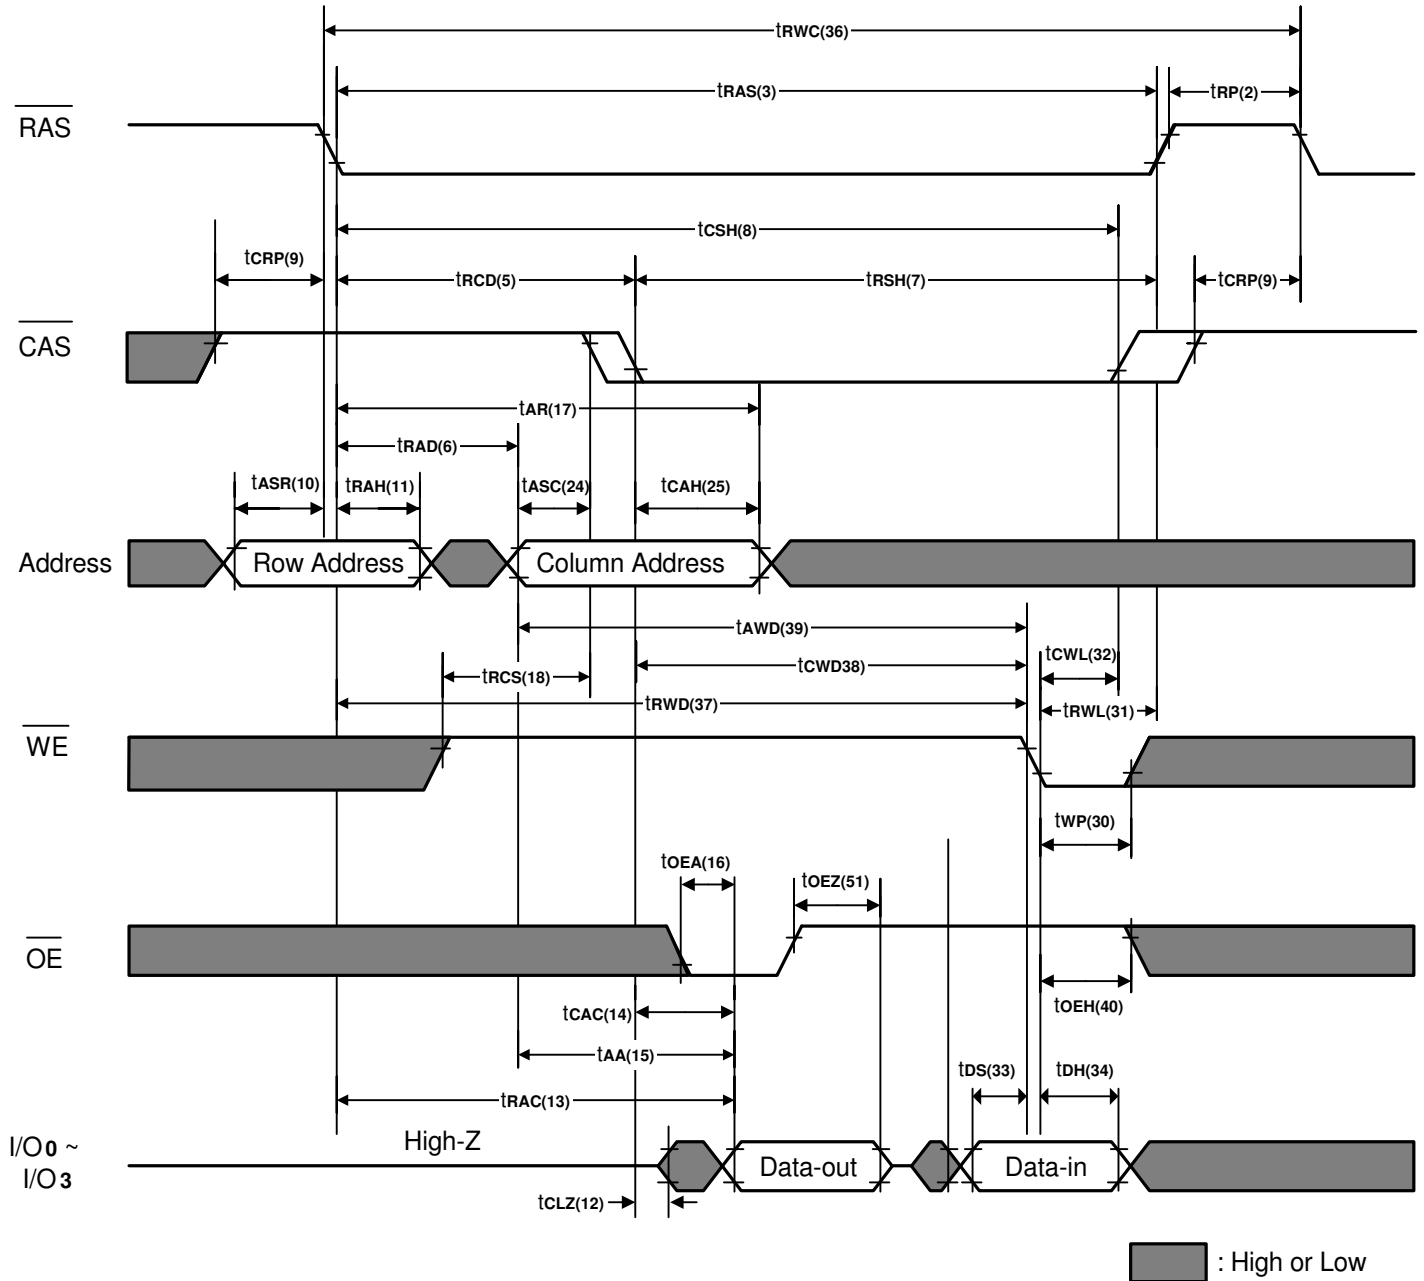 tRWC(36)
tRAS(3)
tRP(2)
RAS
tCSH(8)
tCRP(9)
tRCD(5)
tRSH(7)
tCRP(9)
CAS
tAR(17)
tRAD(6)
tASR(10)
tRAH(11)
tASC(24)
tCAH(25)
Address
Row Address
Column Address
tAWD(39)
tCWL(32)
tCWD38)
tRCS(18)
tRWD(37)
tRWL(31)
WE
tWP(30)
tOEA(16)
tOEZ(51)
OE
tOEH(40)
tCAC(14)
tAA(15)
tDS(33)
tDH(34)
tRAC(13)
High-Z
I/O0 ~
I/O3
Data-out
Data-in
tCLZ(12)
: High or Low